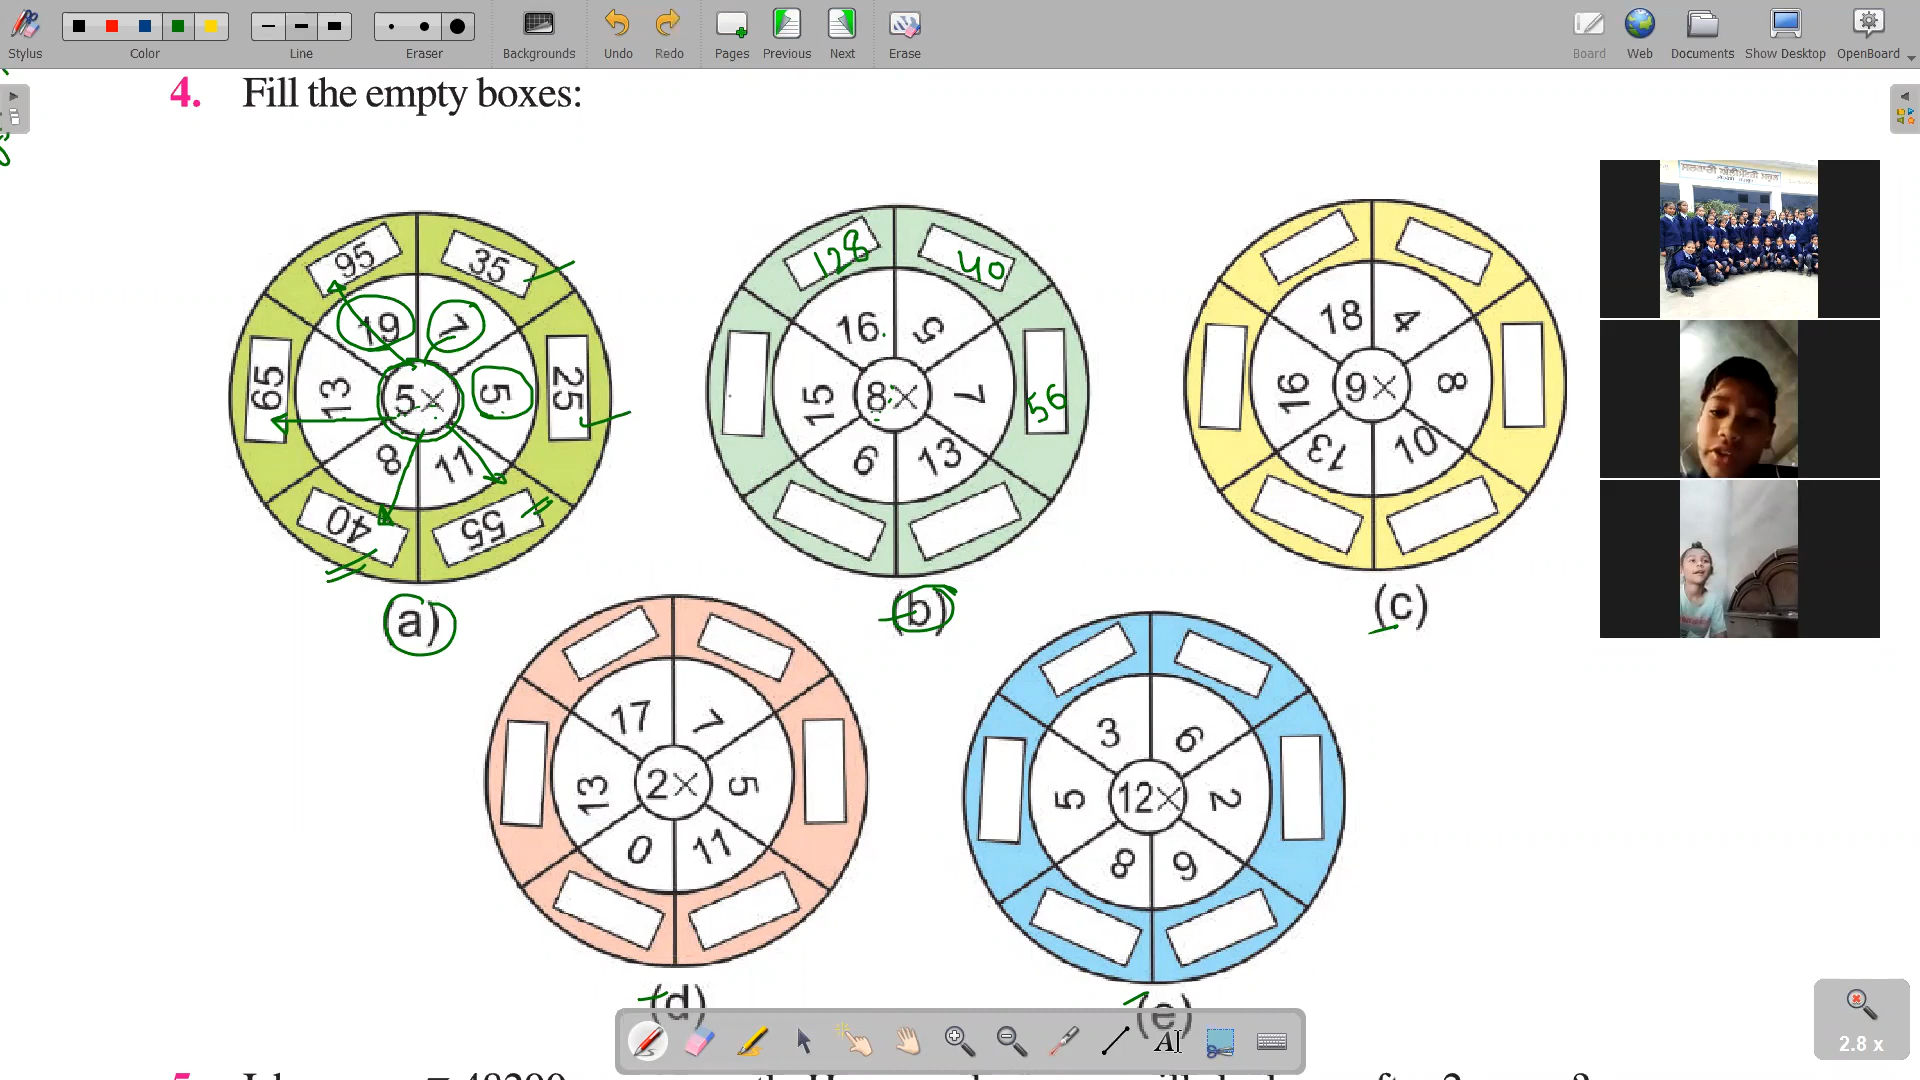 Stylus
Color
Line
Eraser
Backgrounds
Undo
Redo
Pages
Previous
Next
Erase
Board
Web
Documents
Show Desktop
OpenBoard
4. Fill the empty boxes:
95 35
19 7
65 13 5× 5 25
8 11
40 55
(a)
128 40
16 5
15 8× 7 56
6 13
(b)
18 4
16 9× 8
13 10
(c)
17 7
13 2× 5
0 11
(d)
3 6
5 12× 2
8 9
(e)
2.8 x
= 48200